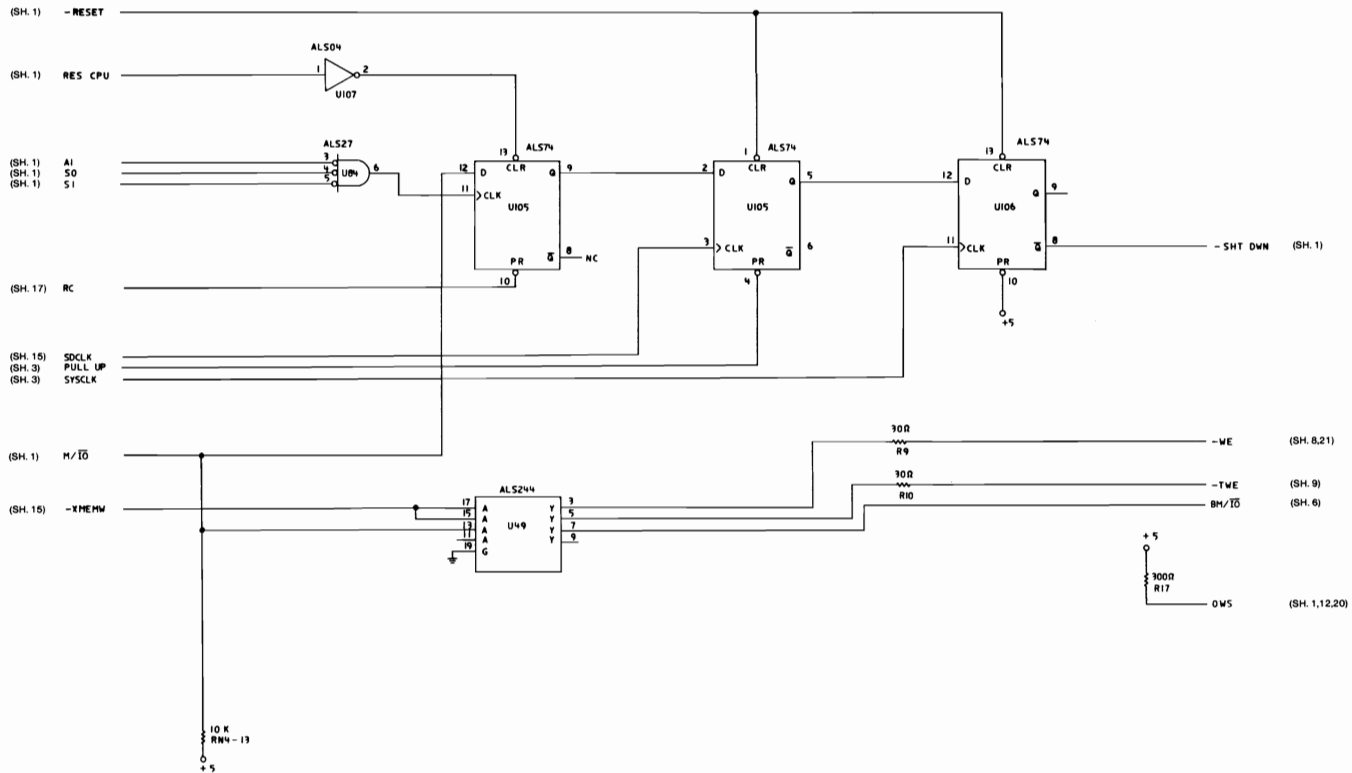 (SH. 1) -RESET
ALS04
(SH. 1) RES CPU 1 2
U107
ALS27 ALS74 ALS74 ALS74
13 1 13
(SH. 1) A1 3 12 D CLR Q 9 2 D CLR Q 5 12 D CLR
(SH. 1) S0 4 U84 6
(SH. 1) S1 5 11 CLK Q 9
U105 U105 U106
3 CLK Q̅ 6 11 CLK Q̅ 8 -SHT DWN (SH. 1)
PR Q̅ 8 NC PR PR
(SH. 17) RC 10 4 10
+5
(SH. 15) SDCLK
(SH. 3) PULL UP
(SH. 3) SYSCLK
30Ω
R9 -WE (SH. 8,21)
(SH. 1) M/I̅O̅
30Ω
R10 -TWE (SH. 9)
ALS244
(SH. 15) -XMEMW 17 A Y 3 BM/I̅O̅ (SH. 6)
15 A Y 5
13 A U49 Y 7
11 A Y 9
19 G
+5
300Ω
R17
OWS (SH. 1,12,20)
10 K
RN4-13
+5